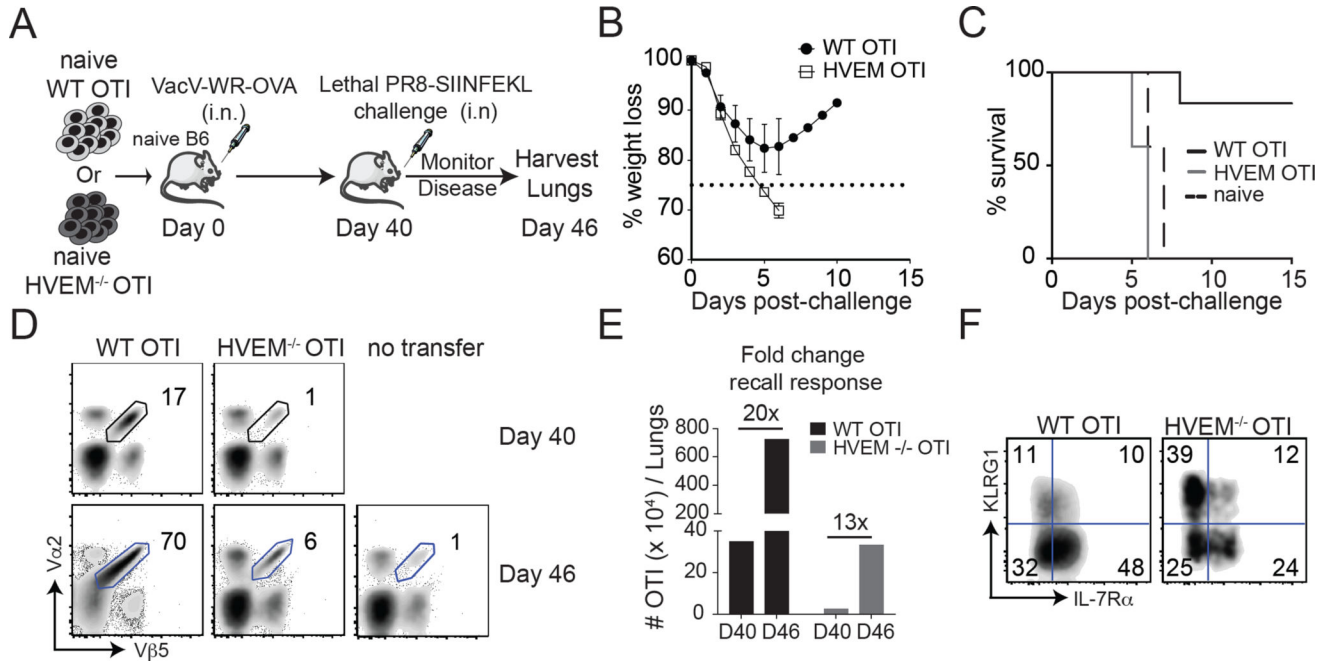 A
naive
WT OTI
Or
naive
HVEM-/- OTI
VacV-WR-OVA
(i.n.)
naive B6
Day 0
Lethal PR8-SIINFEKL
challenge (i.n)
Monitor
Disease
Day 40
Harvest
Lungs
Day 46
B
WT OTI
HVEM OTI
% weight loss
100
90
80
70
60
0 5 10 15
Days post-challenge
C
% survival
100
50
0
WT OTI
HVEM OTI
naive
0 5 10 15
Days post-challenge
D
WT OTI HVEM-/- OTI no transfer
17 1 Day 40
70 6 1 Day 46
Vα2
Vβ5
E
Fold change
recall response
20x
WT OTI
HVEM -/- OTI
13x
# OTI (x 10⁴) / Lungs
800
600
400
200
40
20
0
D40 D46 D40 D46
F
WT OTI HVEM-/- OTI
11 10 39 12
32 48 25 24
KLRG1
IL-7Rα